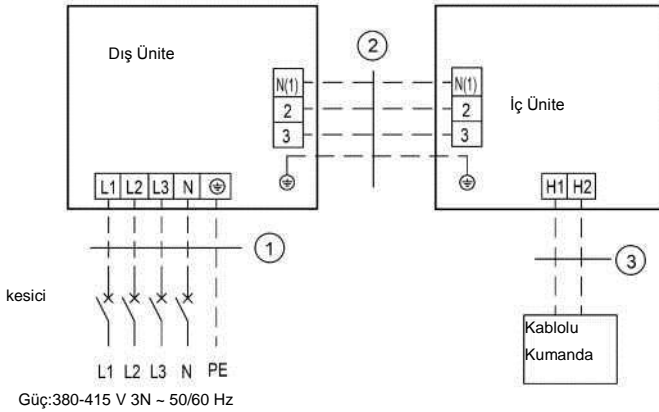 Dış Ünite
N(1)
2
3
L1 L2 L3 N
2
N(1)
2
3
İç Ünite
H1 H2
1
3
kesici
L1 L2 L3 N PE
Kablolu
Kumanda
Güç:380-415 V 3N ~ 50/60 Hz